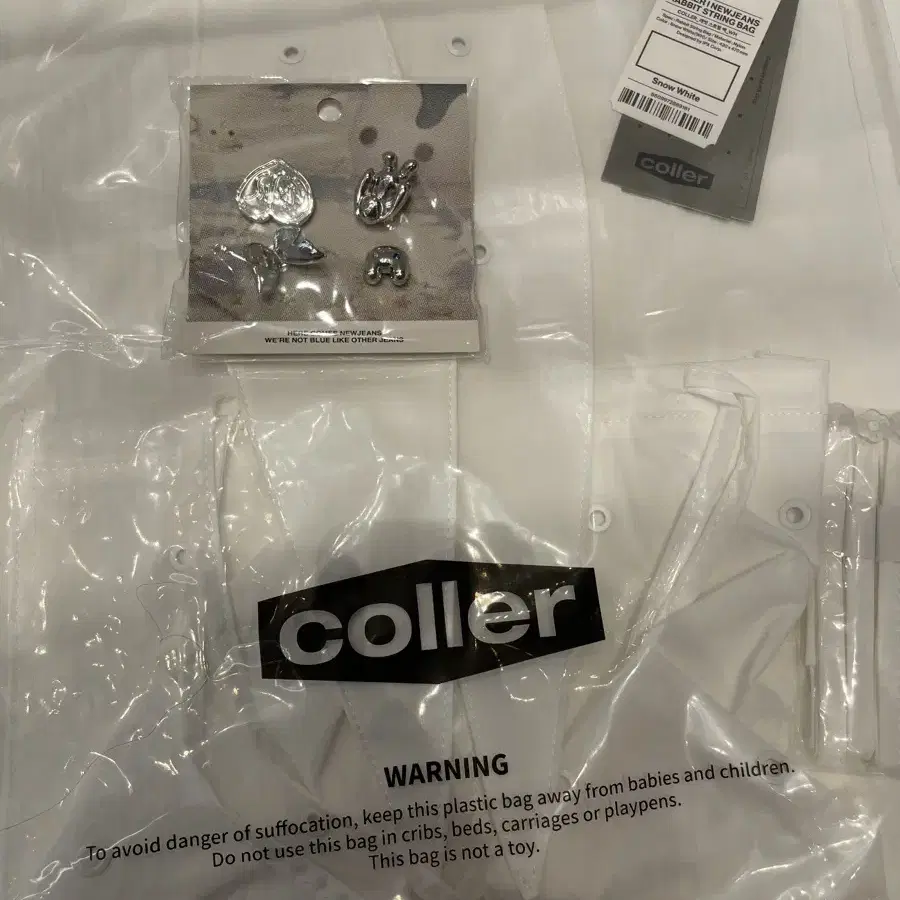 NEWJEANS
RABBIT STRING BAG
Snow White
coller
HERE COMES NEWJEANS
WE'RE NOT BLUE LIKE OTHER JEANS
coller
WARNING
To avoid danger of suffocation, keep this plastic bag away from babies and children.
Do not use this bag in cribs, beds, carriages or playpens.
This bag is not a toy.